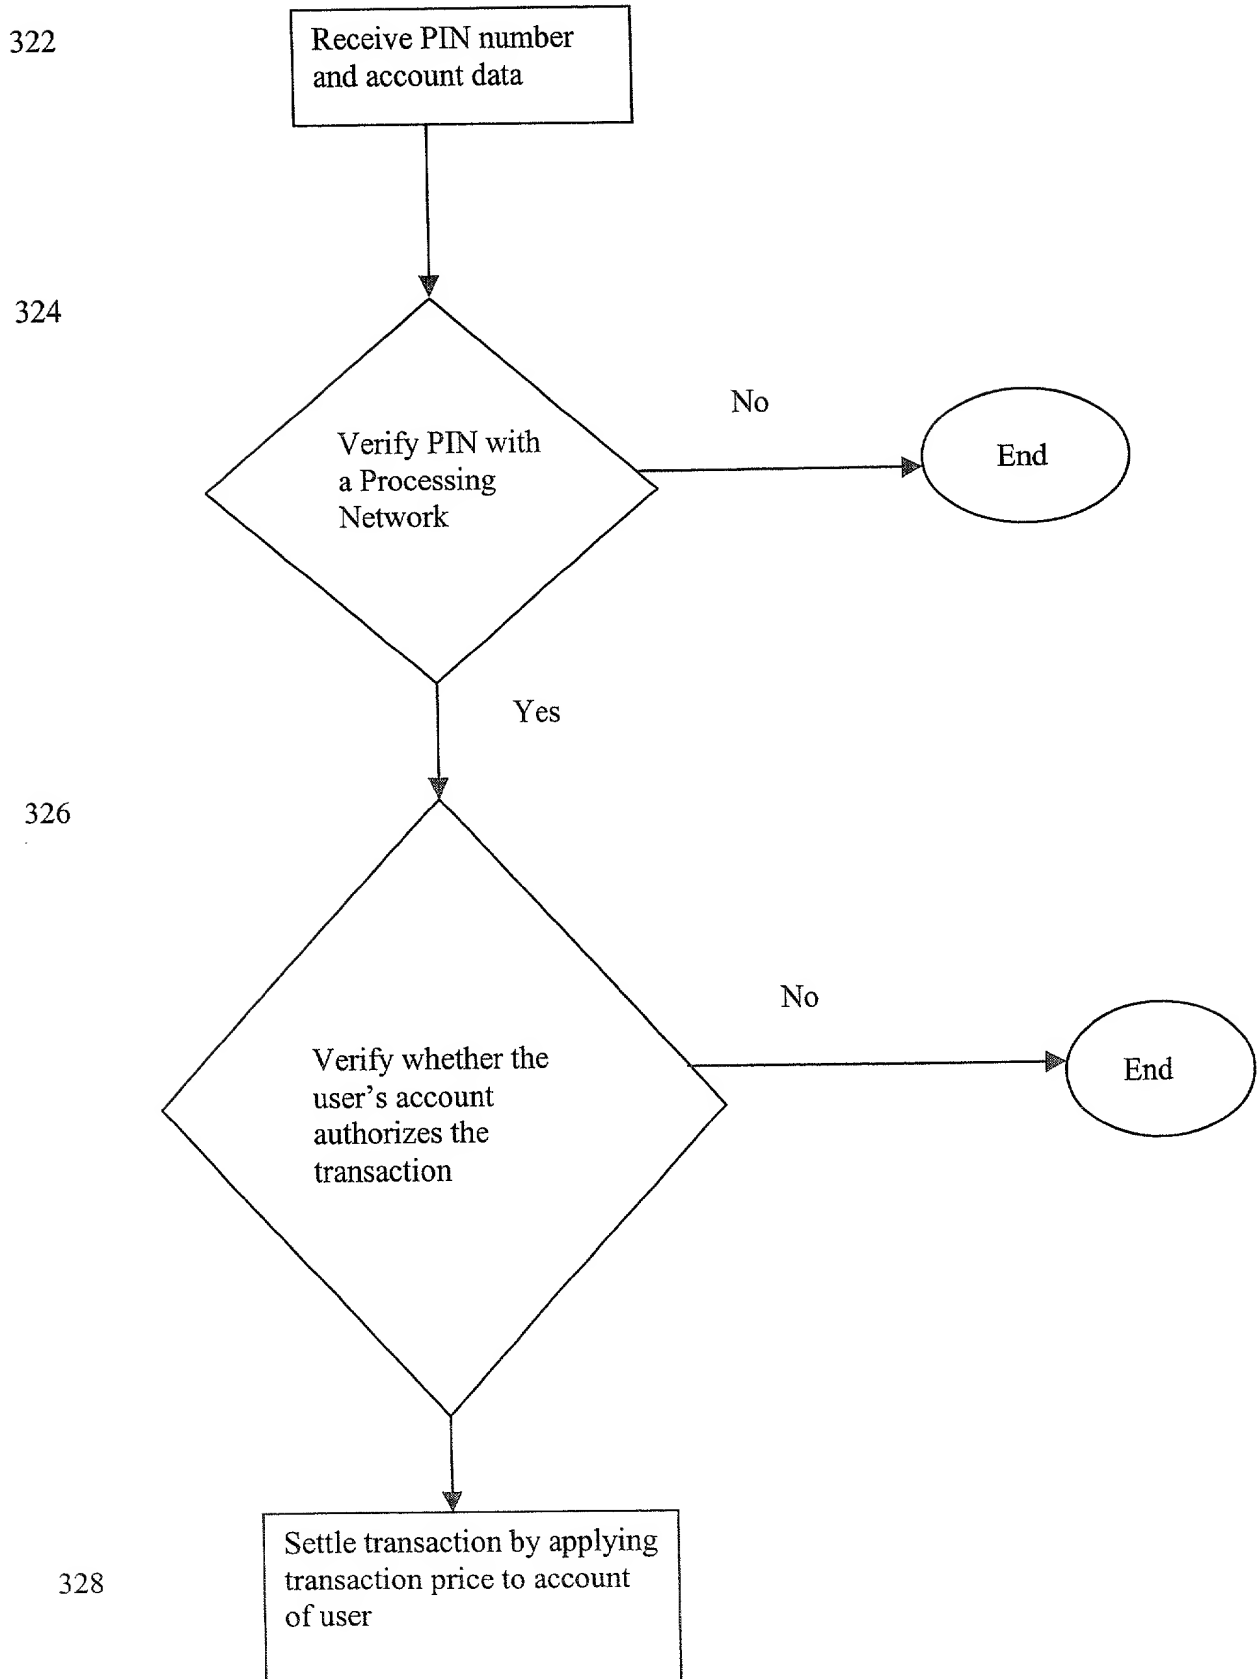 322
Receive PIN number
and account data
324
No
Verify PIN with
a Processing
Network
End
Yes
326
No
Verify whether the
user's account
authorizes the
transaction
End
Settle transaction by applying
transaction price to account
of user
328